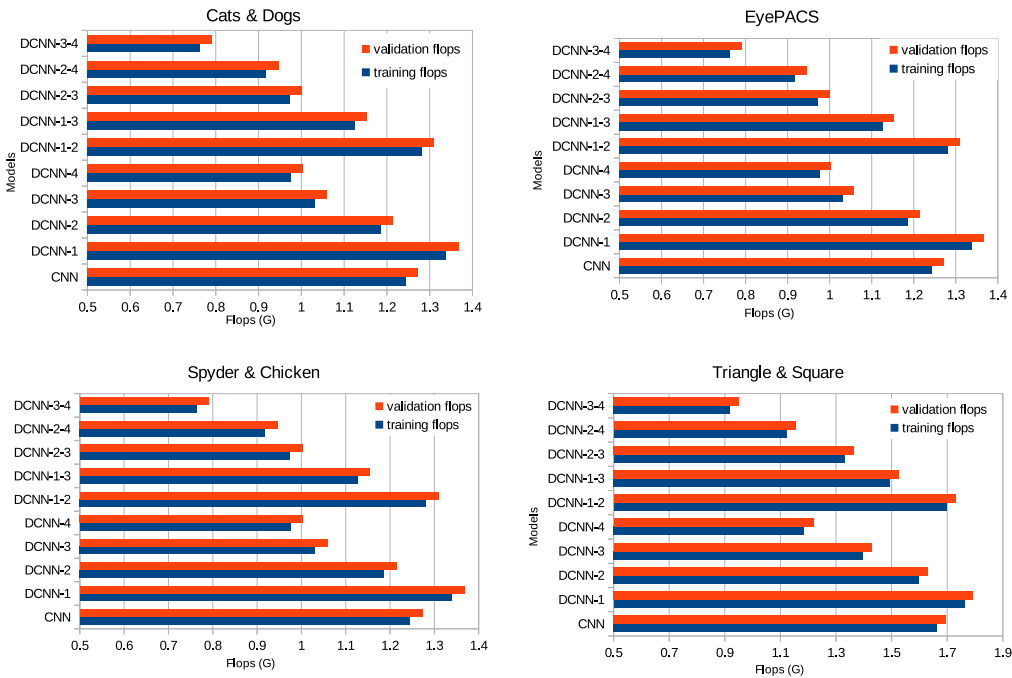 Cats & Dogs
validation flops
training flops
Models
DCNN-3-4
DCNN-2-4
DCNN-2-3
DCNN-1-3
DCNN-1-2
DCNN-4
DCNN-3
DCNN-2
DCNN-1
CNN
0.5 0.6 0.7 0.8 0.9 1 1.1 1.2 1.3 1.4
Flops (G)
EyePACS
validation flops
training flops
Models
DCNN-3-4
DCNN-2-4
DCNN-2-3
DCNN-1-3
DCNN-1-2
DCNN-4
DCNN-3
DCNN-2
DCNN-1
CNN
0.5 0.6 0.7 0.8 0.9 1 1.1 1.2 1.3 1.4
Flops (G)
Spyder & Chicken
validation flops
training flops
Models
DCNN-3-4
DCNN-2-4
DCNN-2-3
DCNN-1-3
DCNN-1-2
DCNN-4
DCNN-3
DCNN-2
DCNN-1
CNN
0.5 0.6 0.7 0.8 0.9 1 1.1 1.2 1.3 1.4
Flops (G)
Triangle & Square
validation flops
training flops
Models
DCNN-3-4
DCNN-2-4
DCNN-2-3
DCNN-1-3
DCNN-1-2
DCNN-4
DCNN-3
DCNN-2
DCNN-1
CNN
0.5 0.7 0.9 1.1 1.3 1.5 1.7 1.9
Flops (G)